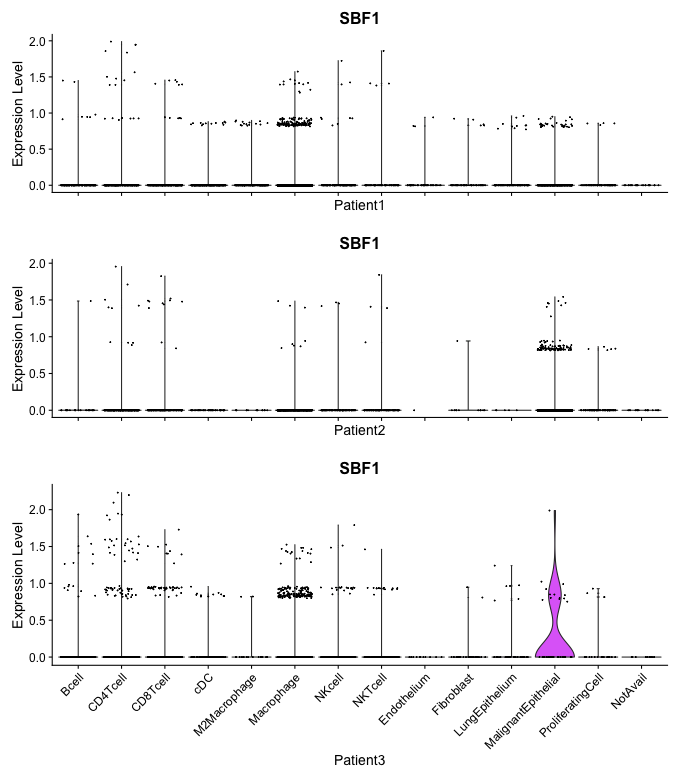 SBF1
Expression Level
2.0
1.5
1.0
0.5
0.0
Patient1
SBF1
Expression Level
2.0
1.5
1.0
0.5
0.0
Patient2
SBF1
Expression Level
2.0
1.5
1.0
0.5
0.0
Bcell
CD4Tcell
CD8Tcell
cDC
M2Macrophage
Macrophage
NKcell
NKTcell
Endothelium
Fibroblast
LungEpithelium
MalignantEpithelial
ProliferatingCell
NotAvail
Patient3